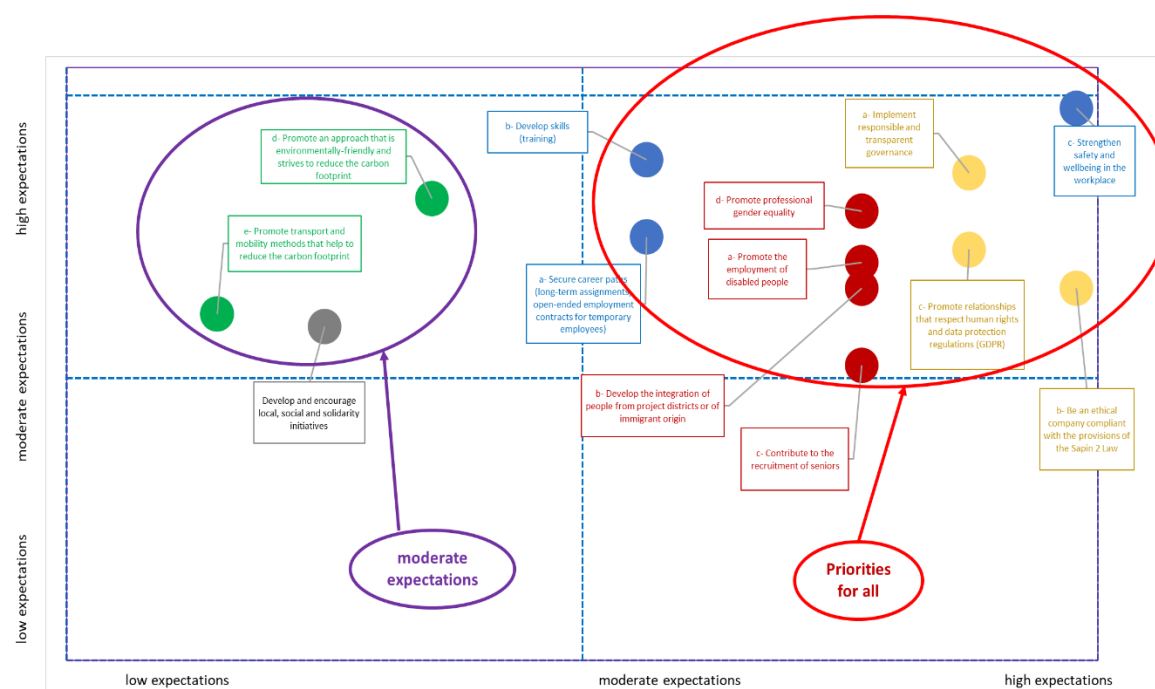 high expectations
moderate expectations
low expectations
d- Promote an approach that is
environmentally-friendly and
strives to reduce the carbon
footprint
e- Promote transport and
mobility methods that help to
reduce the carbon footprint
Develop and encourage
local, social and solidarity
initiatives
b- Develop skills
(training)
a- Secure career paths
(long-term assignments,
open-ended employment
contracts for temporary
employees)
a- Implement
responsible and
transparent
governance
c- Strengthen
safety and
wellbeing in the
workplace
d- Promote professional
gender equality
a- Promote the
employment of
disabled people
c- Promote relationships
that respect human rights
and data protection
regulations (GDPR)
b- Develop the integration of
people from project districts or of
immigrant origin
c- Contribute to the
recruitment of seniors
b- Be an ethical
company compliant
with the provisions of
the Sapin 2 Law
moderate
expectations
Priorities
for all
low expectations
moderate expectations
high expectations